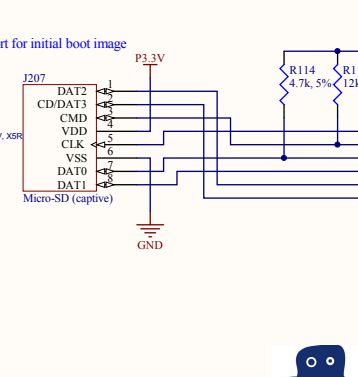 rt for initial boot image
P3.3V
J207
R114
4.7k, 5%
R1
12k
V, X5R
DAT2 1
CD/DAT3 2
CMD 3
VDD 4
CLK 5
VSS 6
DAT0 7
DAT1 8
Micro-SD (captive)
GND